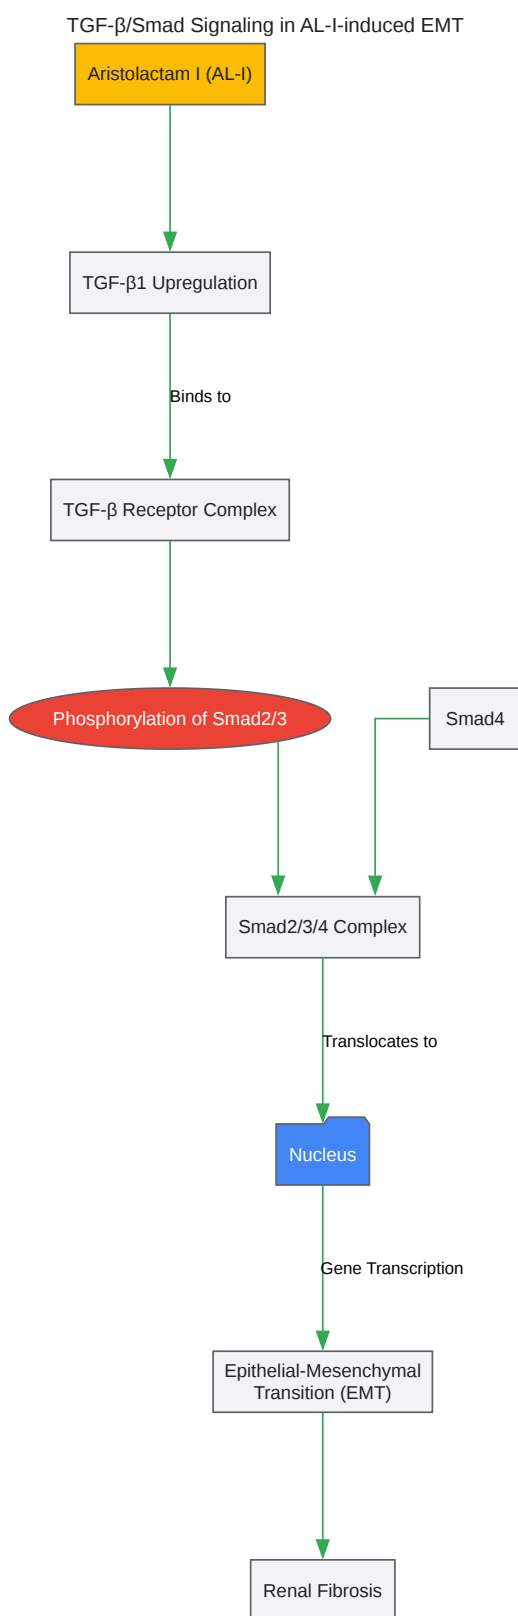 TGF-β/Smad Signaling in AL-I-induced EMT
Aristolactam I (AL-I)
TGF-β1 Upregulation
Binds to
TGF-β Receptor Complex
Phosphorylation of Smad2/3
Smad4
Smad2/3/4 Complex
Translocates to
Nucleus
Gene Transcription
Epithelial-Mesenchymal
Transition (EMT)
Renal Fibrosis